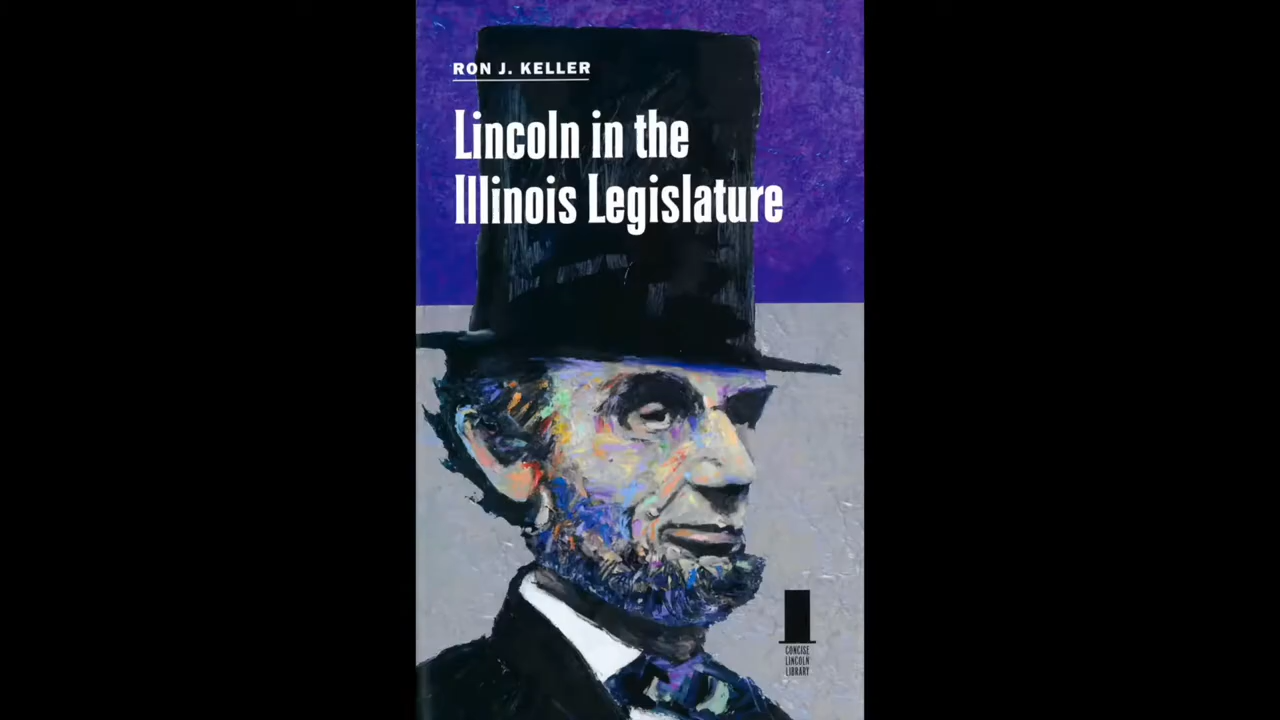 RON J. KELLER
Lincoln in the
Illinois Legislature
CONCISE
LINCOLN
LIBRARY